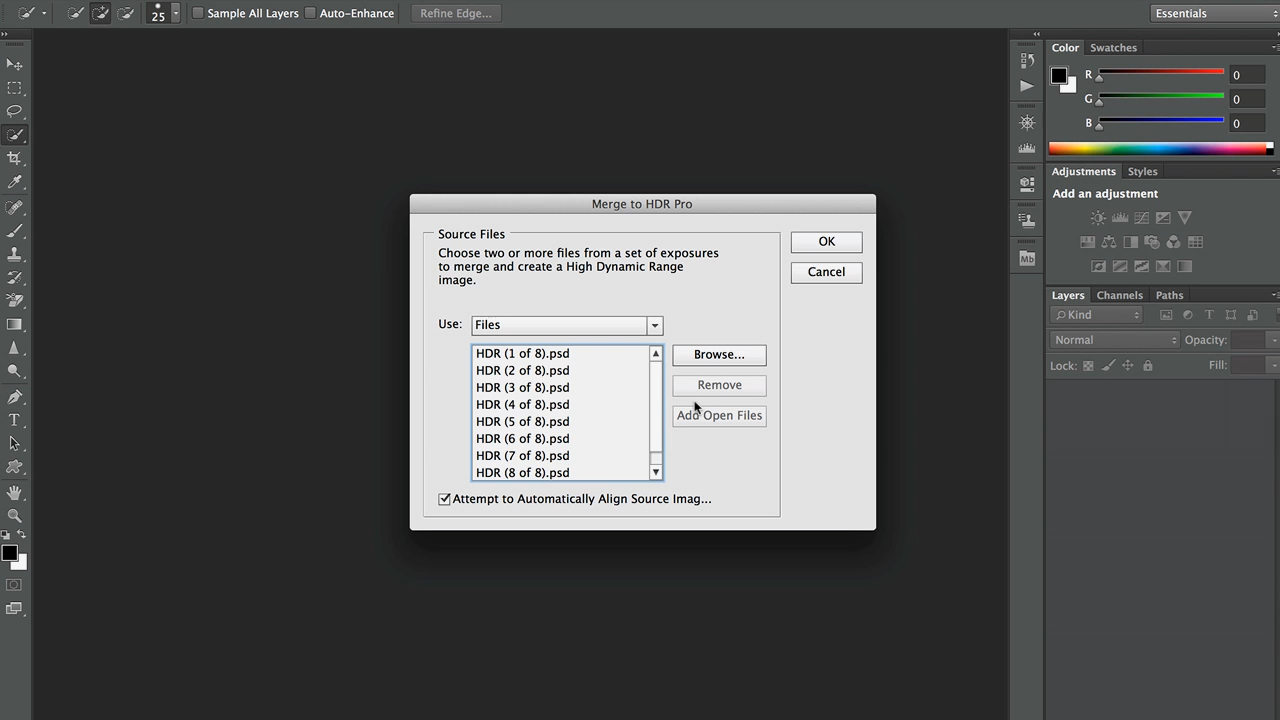 25
Sample All Layers
Auto-Enhance
Refine Edge...
Essentials
Color
Swatches
R
0
G
0
B
0
Adjustments
Styles
Add an adjustment
Mb
Layers
Channels
Paths
Kind
Normal
Opacity:
Lock:
Fill:
Merge to HDR Pro
Source Files
Choose two or more files from a set of exposures
to merge and create a High Dynamic Range
image.
OK
Cancel
Use:
Files
HDR (1 of 8).psd
HDR (2 of 8).psd
HDR (3 of 8).psd
HDR (4 of 8).psd
HDR (5 of 8).psd
HDR (6 of 8).psd
HDR (7 of 8).psd
HDR (8 of 8).psd
Browse...
Remove
Add Open Files
Attempt to Automatically Align Source Imag...